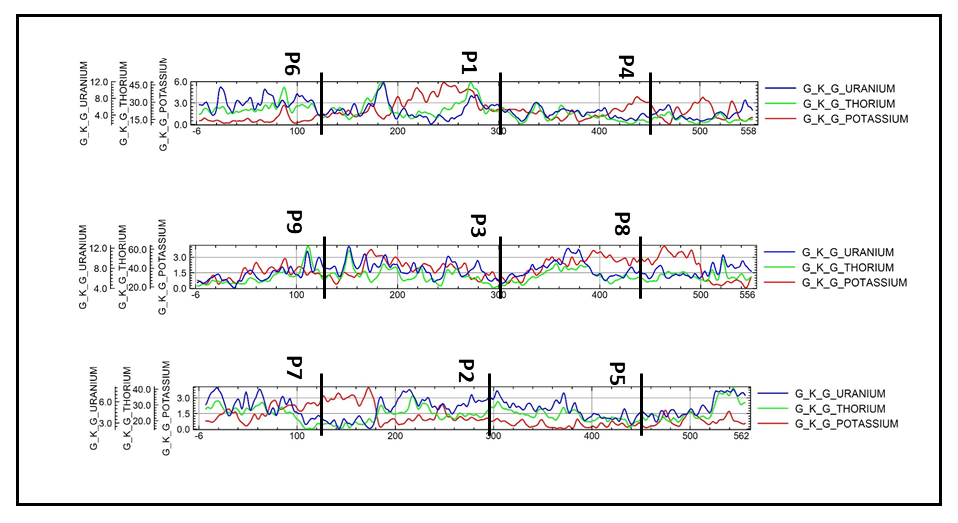 P6
P1
P4
G_K_G_URANIUM
12.0
8.0
4.0
G_K_G_THORIUM
45.0
30.0
15.0
G_K_G_POTASSIUM
6.0
3.0
0.0
-6 100 200 300 400 500 558
G_K_G_URANIUM
G_K_G_THORIUM
G_K_G_POTASSIUM
P9
P3
P8
G_K_G_URANIUM
12.0
8.0
4.0
G_K_G_THORIUM
60.0
40.0
20.0
G_K_G_POTASSIUM
3.0
1.5
0.0
-6 100 200 300 400 500 556
G_K_G_URANIUM
G_K_G_THORIUM
G_K_G_POTASSIUM
P7
P2
P5
G_K_G_URANIUM
6.0
3.0
G_K_G_THORIUM
40.0
30.0
20.0
G_K_G_POTASSIUM
3.0
1.5
0.0
-6 100 200 300 400 500 562
G_K_G_URANIUM
G_K_G_THORIUM
G_K_G_POTASSIUM